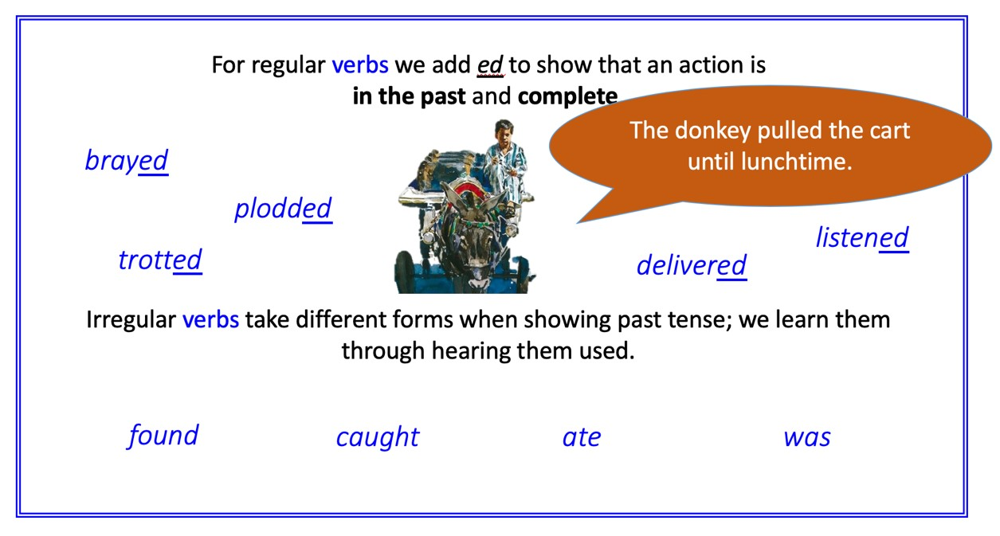 For regular verbs we add ed to show that an action is
in the past and complete
The donkey pulled the cart
until lunchtime.
brayed
plodded
trotted
listened
delivered
Irregular verbs take different forms when showing past tense; we learn them
through hearing them used.
found
caught
ate
was